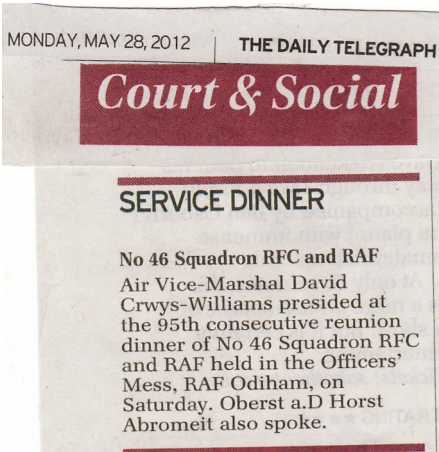 MONDAY, MAY 28, 2012 | THE DAILY TELEGRAPH
Court & Social
SERVICE DINNER
No 46 Squadron RFC and RAF
Air Vice-Marshal David
Crwys-Williams presided at
the 95th consecutive reunion
dinner of No 46 Squadron RFC
and RAF held in the Officers'
Mess, RAF Odiham, on
Saturday. Oberst a.D Horst
Abromeit also spoke.